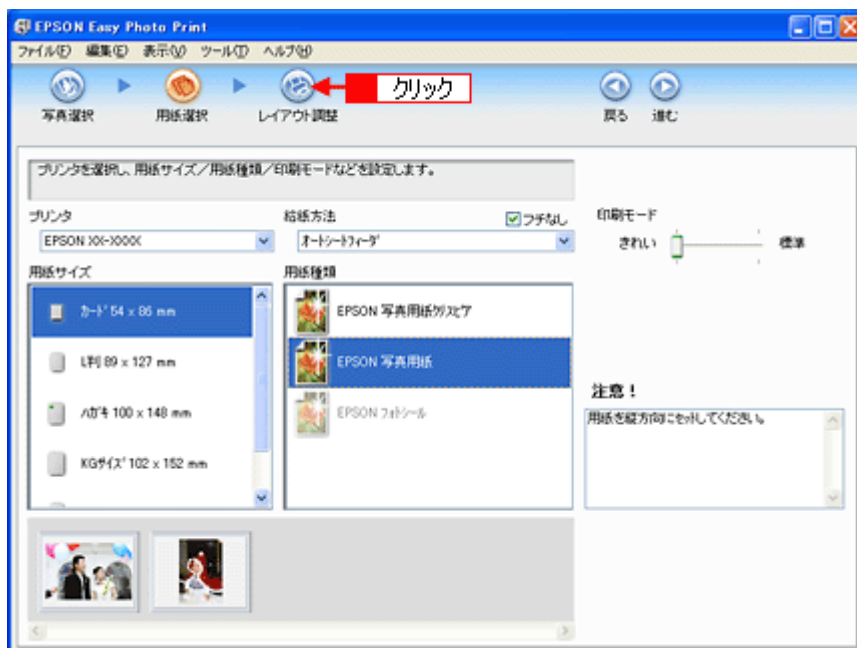 EPSON Easy Photo Print
ファイル(F) 編集(E) 表示(V) ツール(T) ヘルプ(H)
クリック
写真選択 用紙選択 レイアウト調整 戻る 進む
プリンタを選択し、用紙サイズ/用紙種類/印刷モードなどを設定します。
プリンタ 給紙方法 フチなし 印刷モード
EPSON XX-XXXX オートシートフィーダ きれい 標準
用紙サイズ 用紙種類
カード 54 x 86 mm EPSON 写真用紙クリスピア
L判 89 x 127 mm EPSON 写真用紙
ハガキ 100 x 148 mm EPSON フォトシール
KGサイズ 102 x 152 mm
注意!
用紙を縦方向にセットしてください。